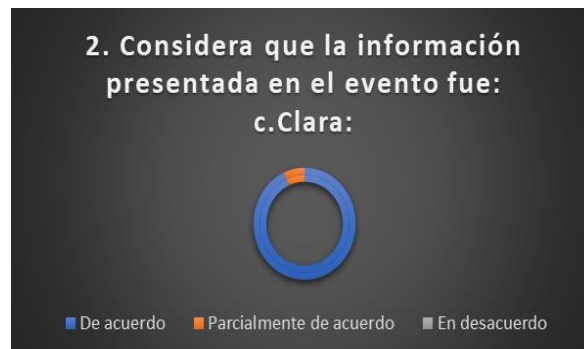 2. Considera que la información
presentada en el evento fue:
c.Clara:
De acuerdo
Parcialmente de acuerdo
En desacuerdo